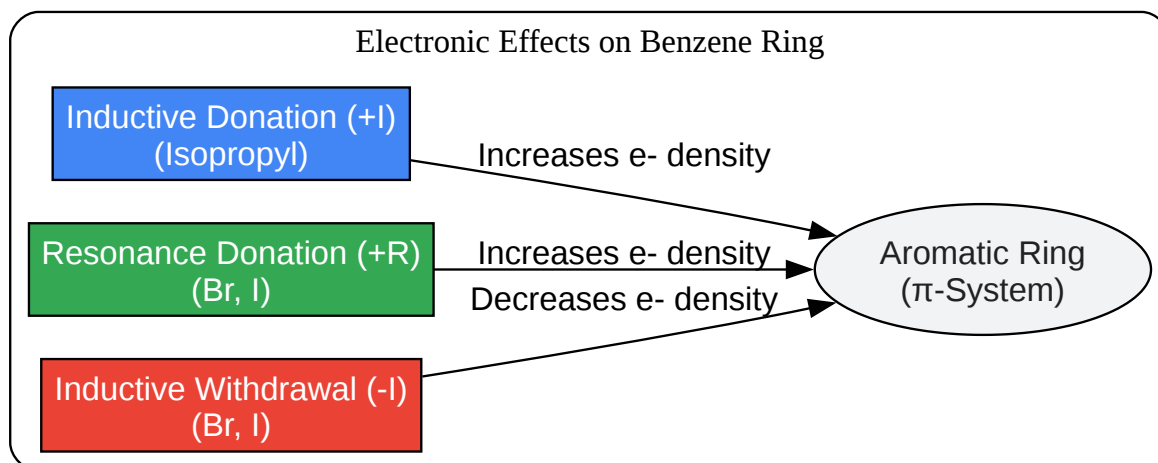 Electronic Effects on Benzene Ring
Inductive Donation (+I)
(Isopropyl)
Increases e- density
Resonance Donation (+R)
(Br, I)
Increases e- density
Decreases e- density
Aromatic Ring
(π-System)
Inductive Withdrawal (-I)
(Br, I)